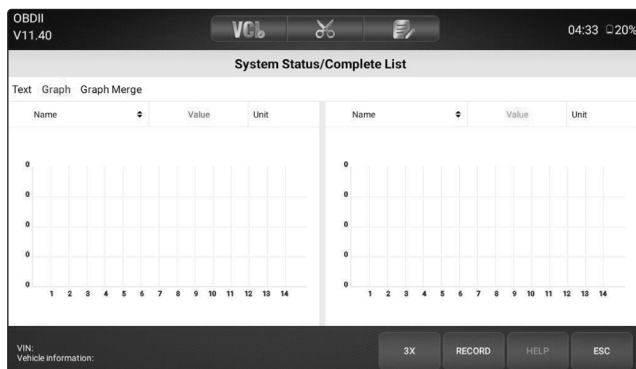 OBDII
V11.40
VCI
04:33 20%
System Status/Complete List
Text Graph Graph Merge
Name Value Unit Name Value Unit
0 0
0 0
0 0
0 0
0 0
1 2 3 4 5 6 7 8 9 10 11 12 13 14 1 2 3 4 5 6 7 8 9 10 11 12 13 14
VIN:
Vehicle information:
3X RECORD HELP ESC